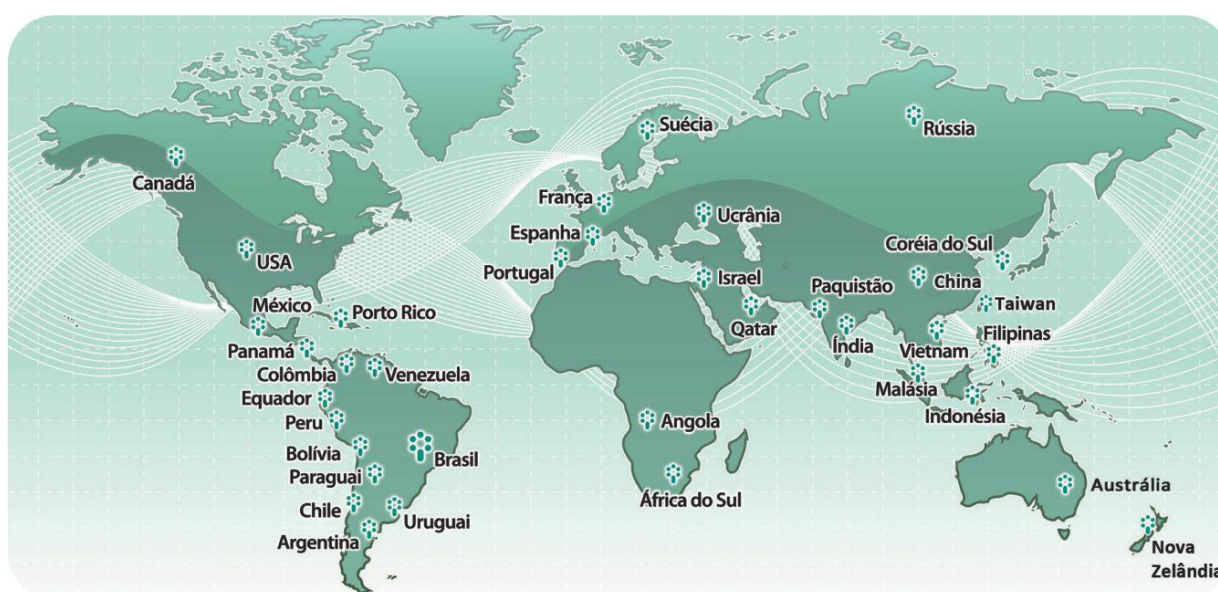 Suécia
Rússia
Canadá
França
Ucrânia
Espanha
Coréia do Sul
USA
Portugal
Israel
Paquistão
China
México
Porto Rico
Qatar
Taiwan
Índia
Vietnam
Filipinas
Panamá
Colômbia
Venezuela
Malásia
Equador
Indonésia
Peru
Angola
Bolívia
Brasil
Paraguai
África do Sul
Austrália
Chile
Uruguai
Argentina
Nova
Zelândia